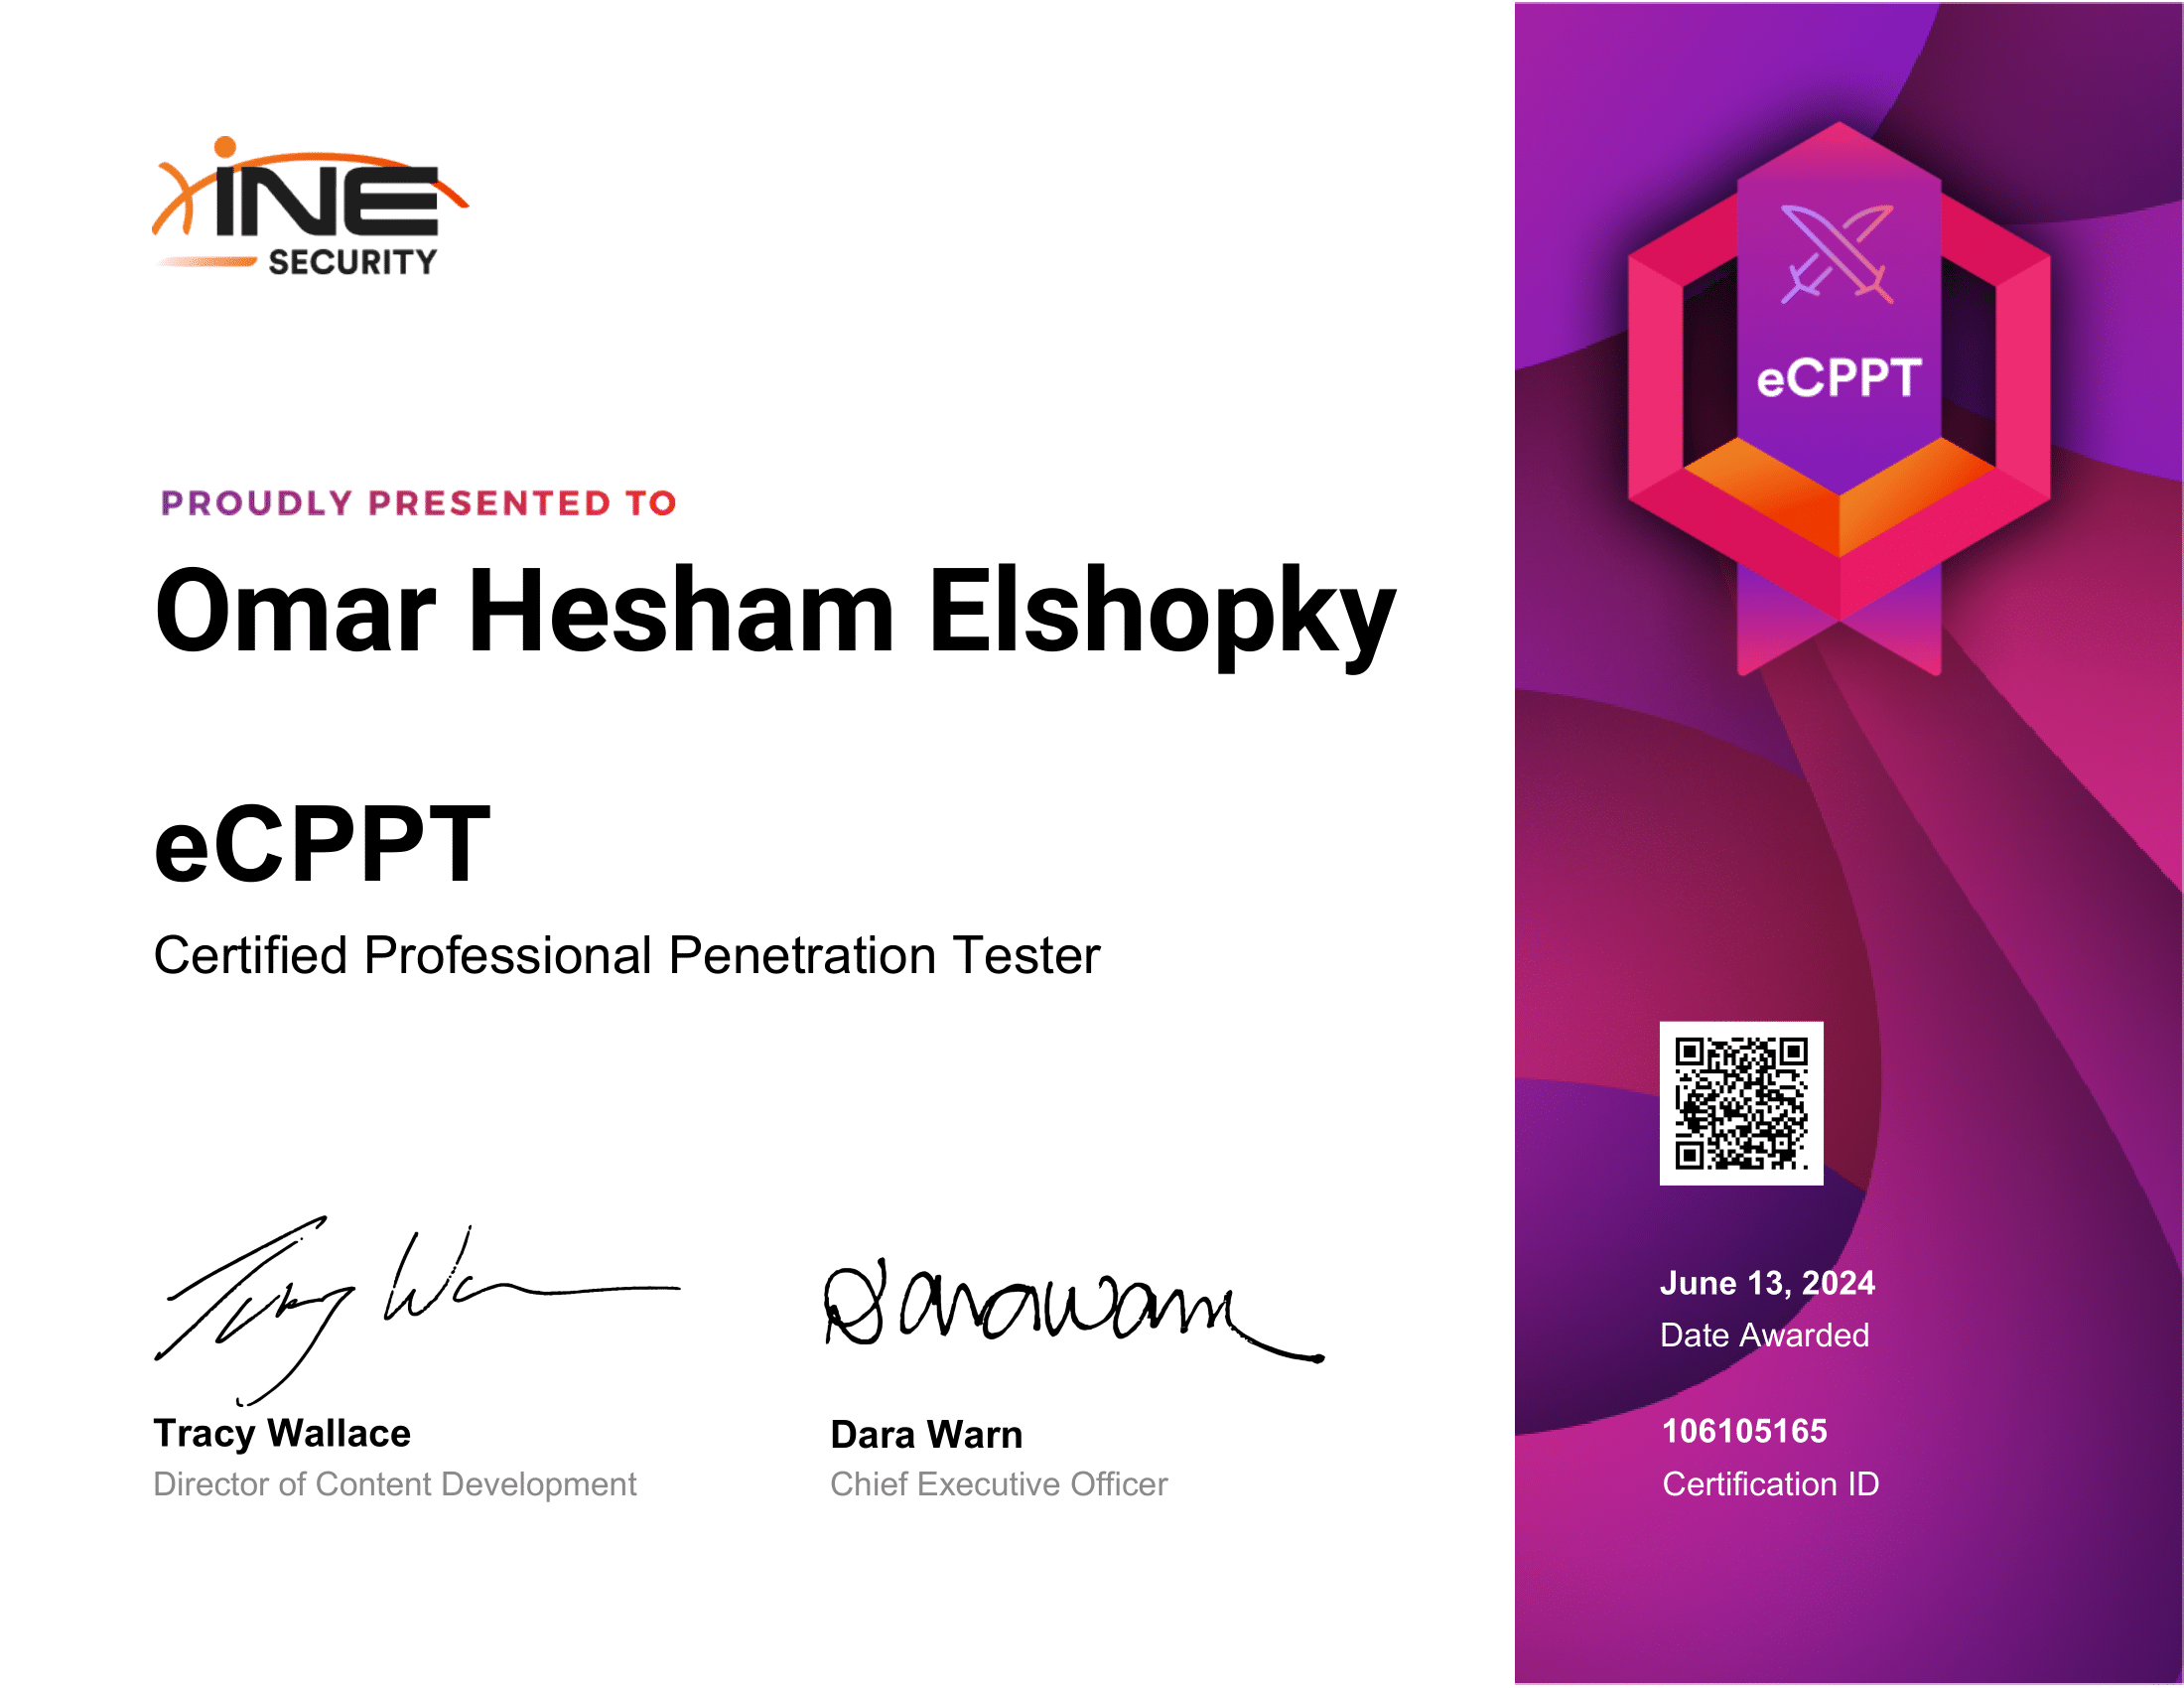 INE
SECURITY
PROUDLY PRESENTED TO
Omar Hesham Elshopky
eCPPT
Certified Professional Penetration Tester
Tracy Wallace
Director of Content Development
Dara Warn
Chief Executive Officer
eCPPT
June 13, 2024
Date Awarded
106105165
Certification ID